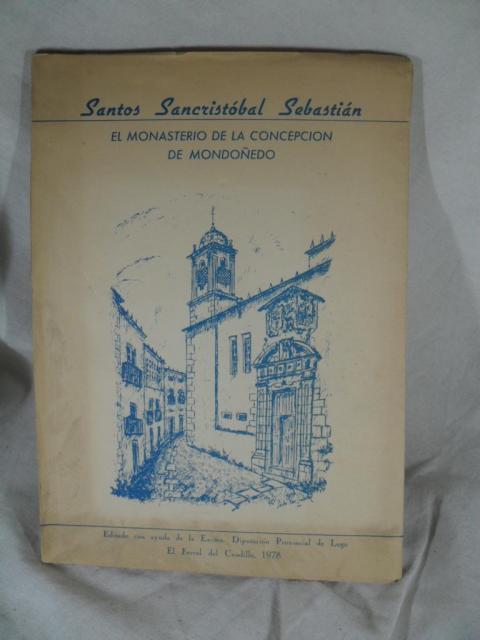 Santos Sancristóbal Sebastián
EL MONASTERIO DE LA CONCEPCION
DE MONDOÑEDO
Editado con ayuda de la Excma. Diputación Provincial de Lugo
El Ferrol del Caudillo, 1978